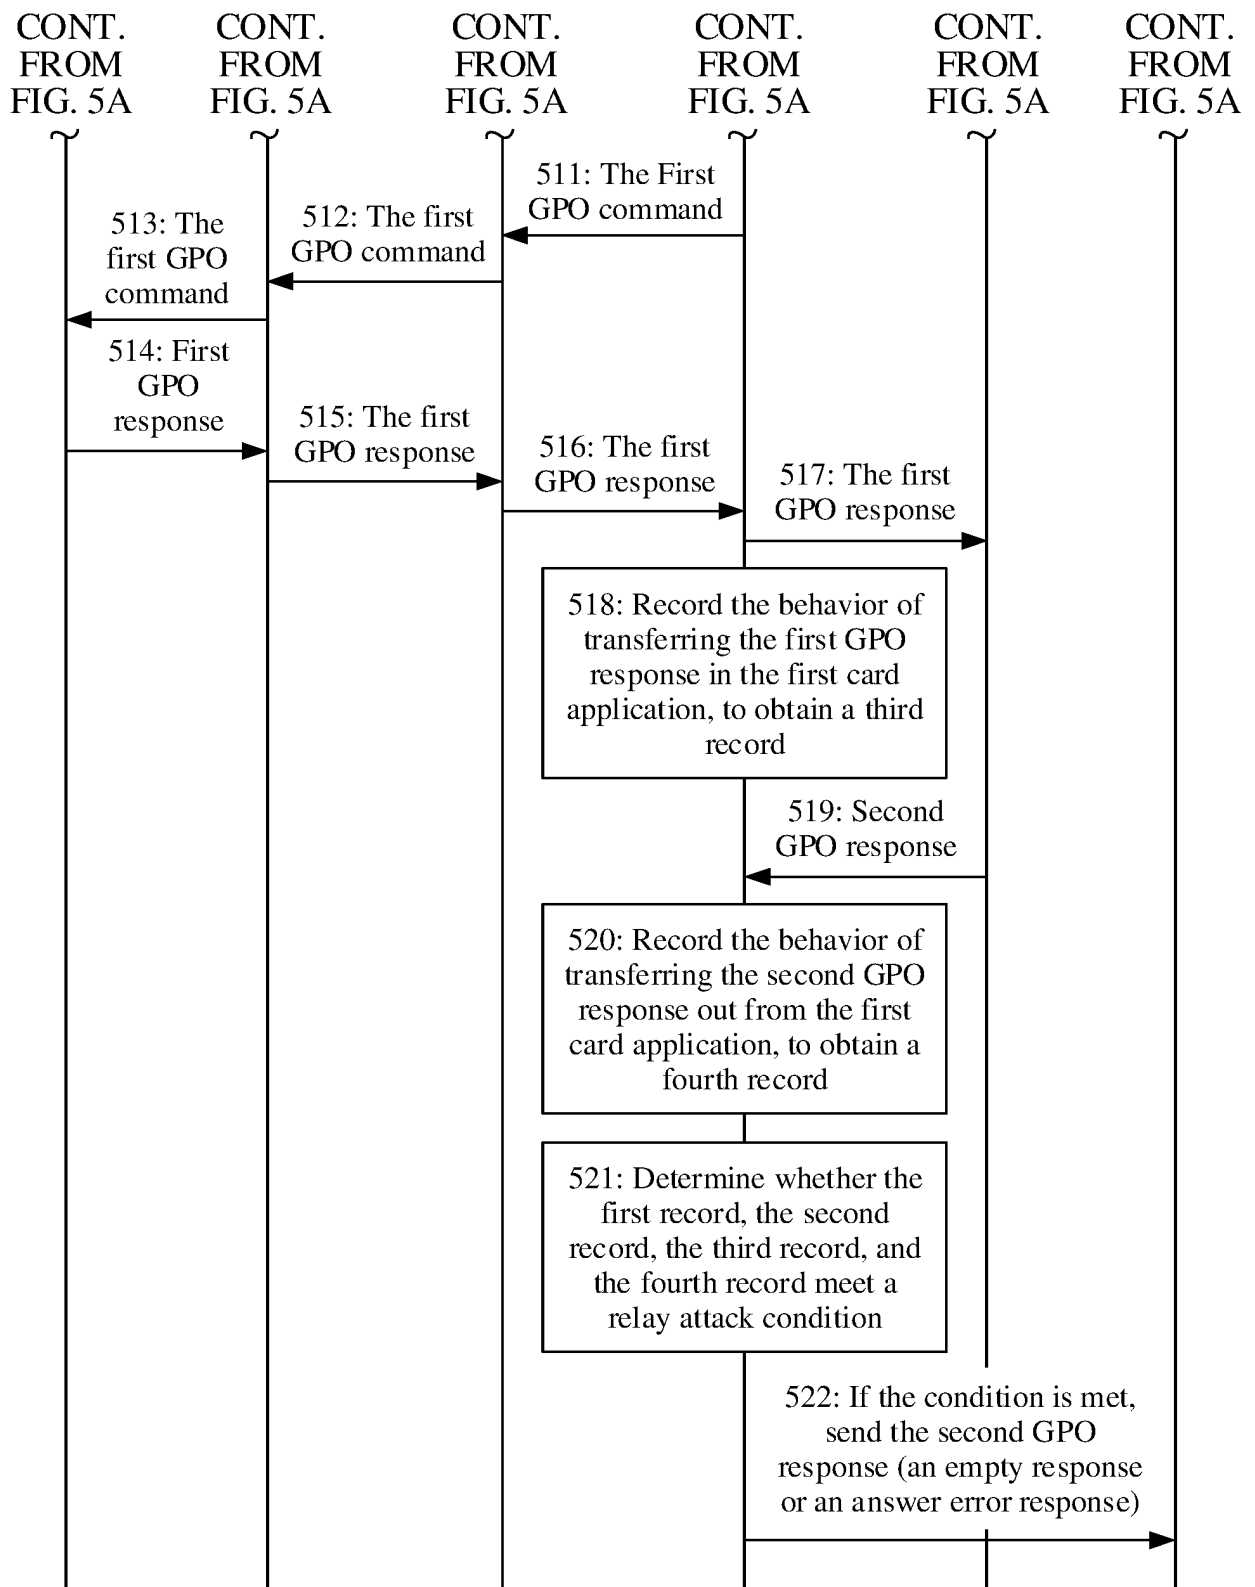 CONT.
FROM
FIG. 5A
CONT.
FROM
FIG. 5A
CONT.
FROM
FIG. 5A
CONT.
FROM
FIG. 5A
CONT.
FROM
FIG. 5A
CONT.
FROM
FIG. 5A
511: The First
GPO command
512: The first
GPO command
513: The
first GPO
command
514: First
GPO
response
515: The first
GPO response
516: The first
GPO response
517: The first
GPO response
518: Record the behavior of
transferring the first GPO
response in the first card
application, to obtain a third
record
519: Second
GPO response
520: Record the behavior of
transferring the second GPO
response out from the first
card application, to obtain a
fourth record
521: Determine whether the
first record, the second
record, the third record, and
the fourth record meet a
relay attack condition
522: If the condition is met,
send the second GPO
response (an empty response
or an answer error response)